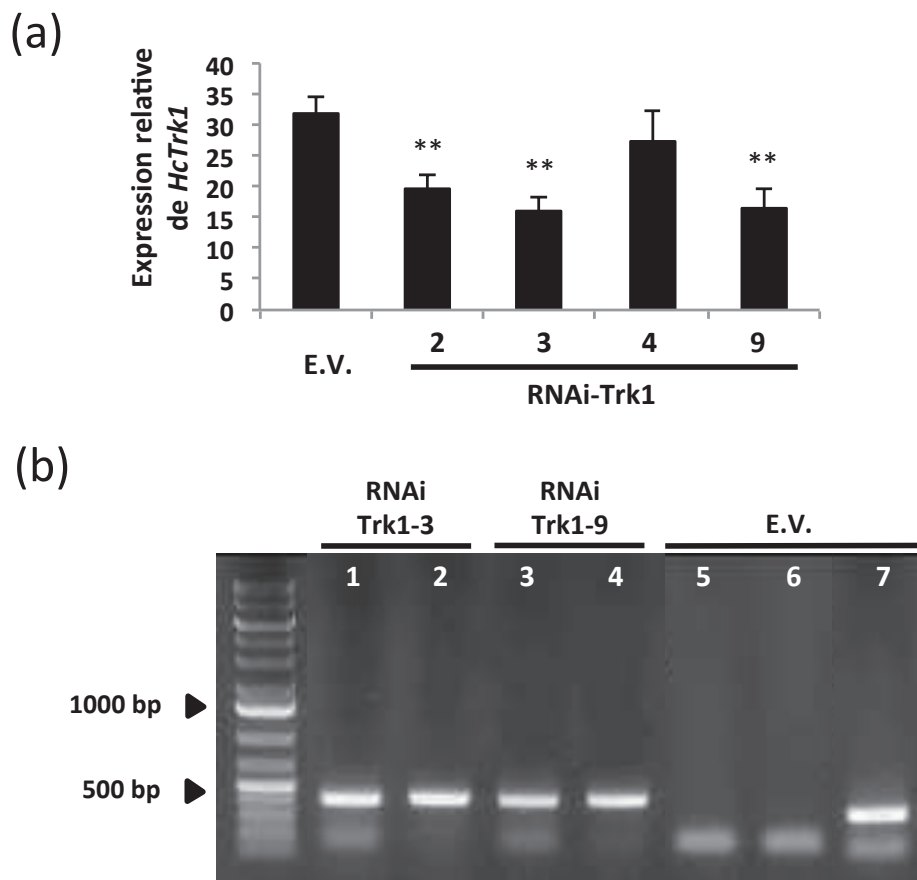 (a)
Expression relative
de HcTrk1
40
35
30
25
20
15
10
5
0
**
**
**
E.V.
2
3
4
9
RNAi-Trk1
(b)
RNAi
Trk1-3
RNAi
Trk1-9
E.V.
1
2
3
4
5
6
7
1000 bp
500 bp